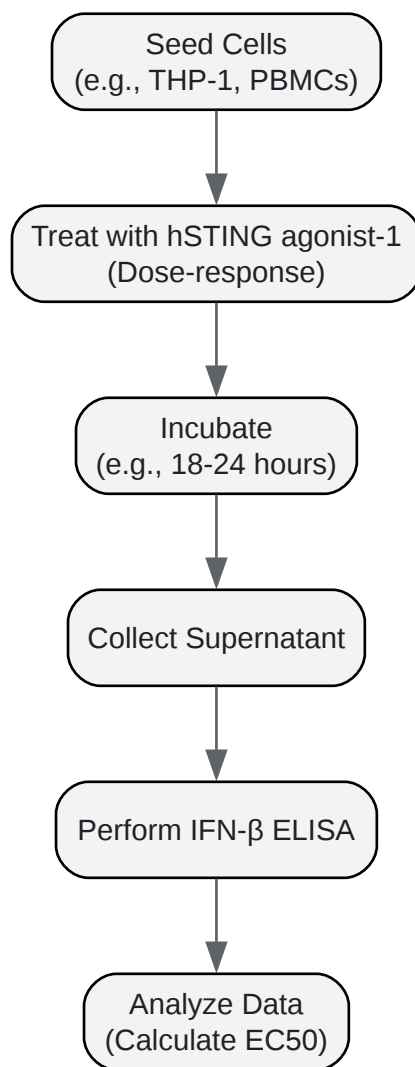 Seed Cells
(e.g., THP-1, PBMCs)
Treat with hSTING agonist-1
(Dose-response)
Incubate
(e.g., 18-24 hours)
Collect Supernatant
Perform IFN-β ELISA
Analyze Data
(Calculate EC50)